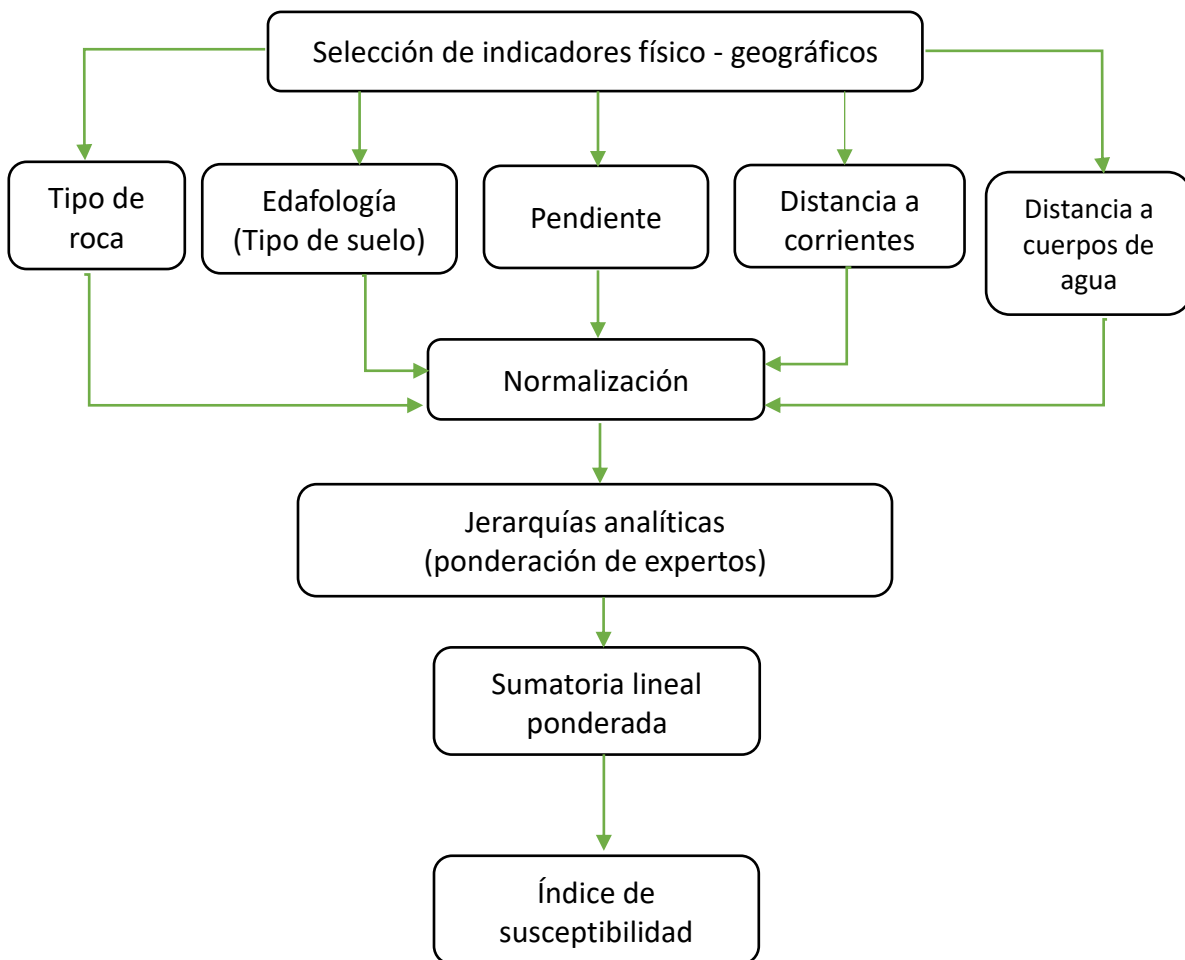 Selección de indicadores físico - geográficos
Tipo de
roca
Edafología
(Tipo de suelo)
Pendiente
Distancia a
corrientes
Distancia a
cuerpos de
agua
Normalización
Jerarquías analíticas
(ponderación de expertos)
Sumatoria lineal
ponderada
Índice de
susceptibilidad